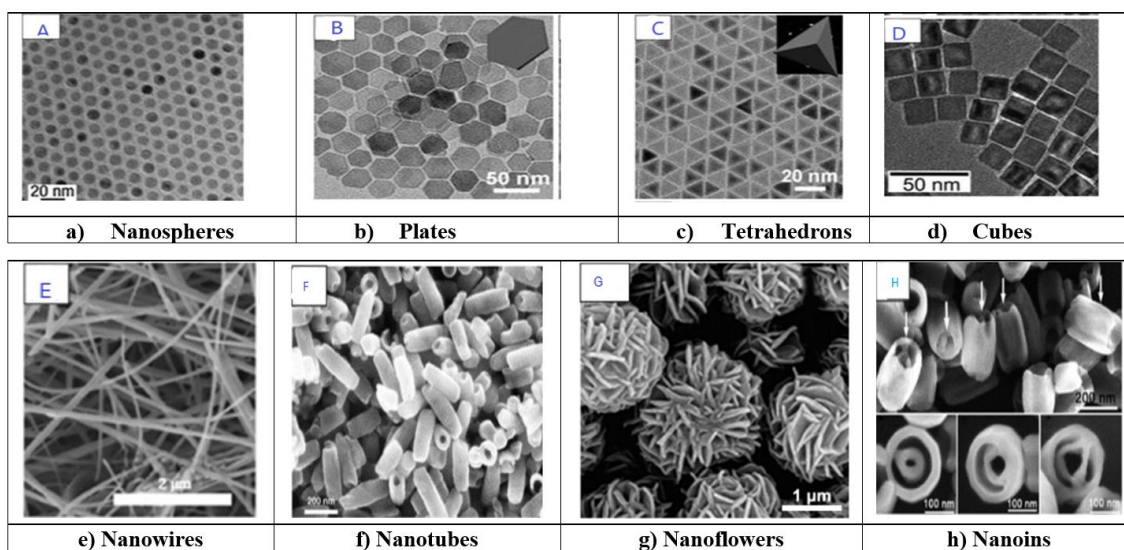 A
20 nm
B
50 nm
C
20 nm
D
50 nm
a) Nanospheres
b) Plates
c) Tetrahedrons
d) Cubes
E
2 µm
F
200 nm
G
1 µm
H
200 nm
100 nm
100 nm
100 nm
e) Nanowires
f) Nanotubes
g) Nanoflowers
h) Nanoins